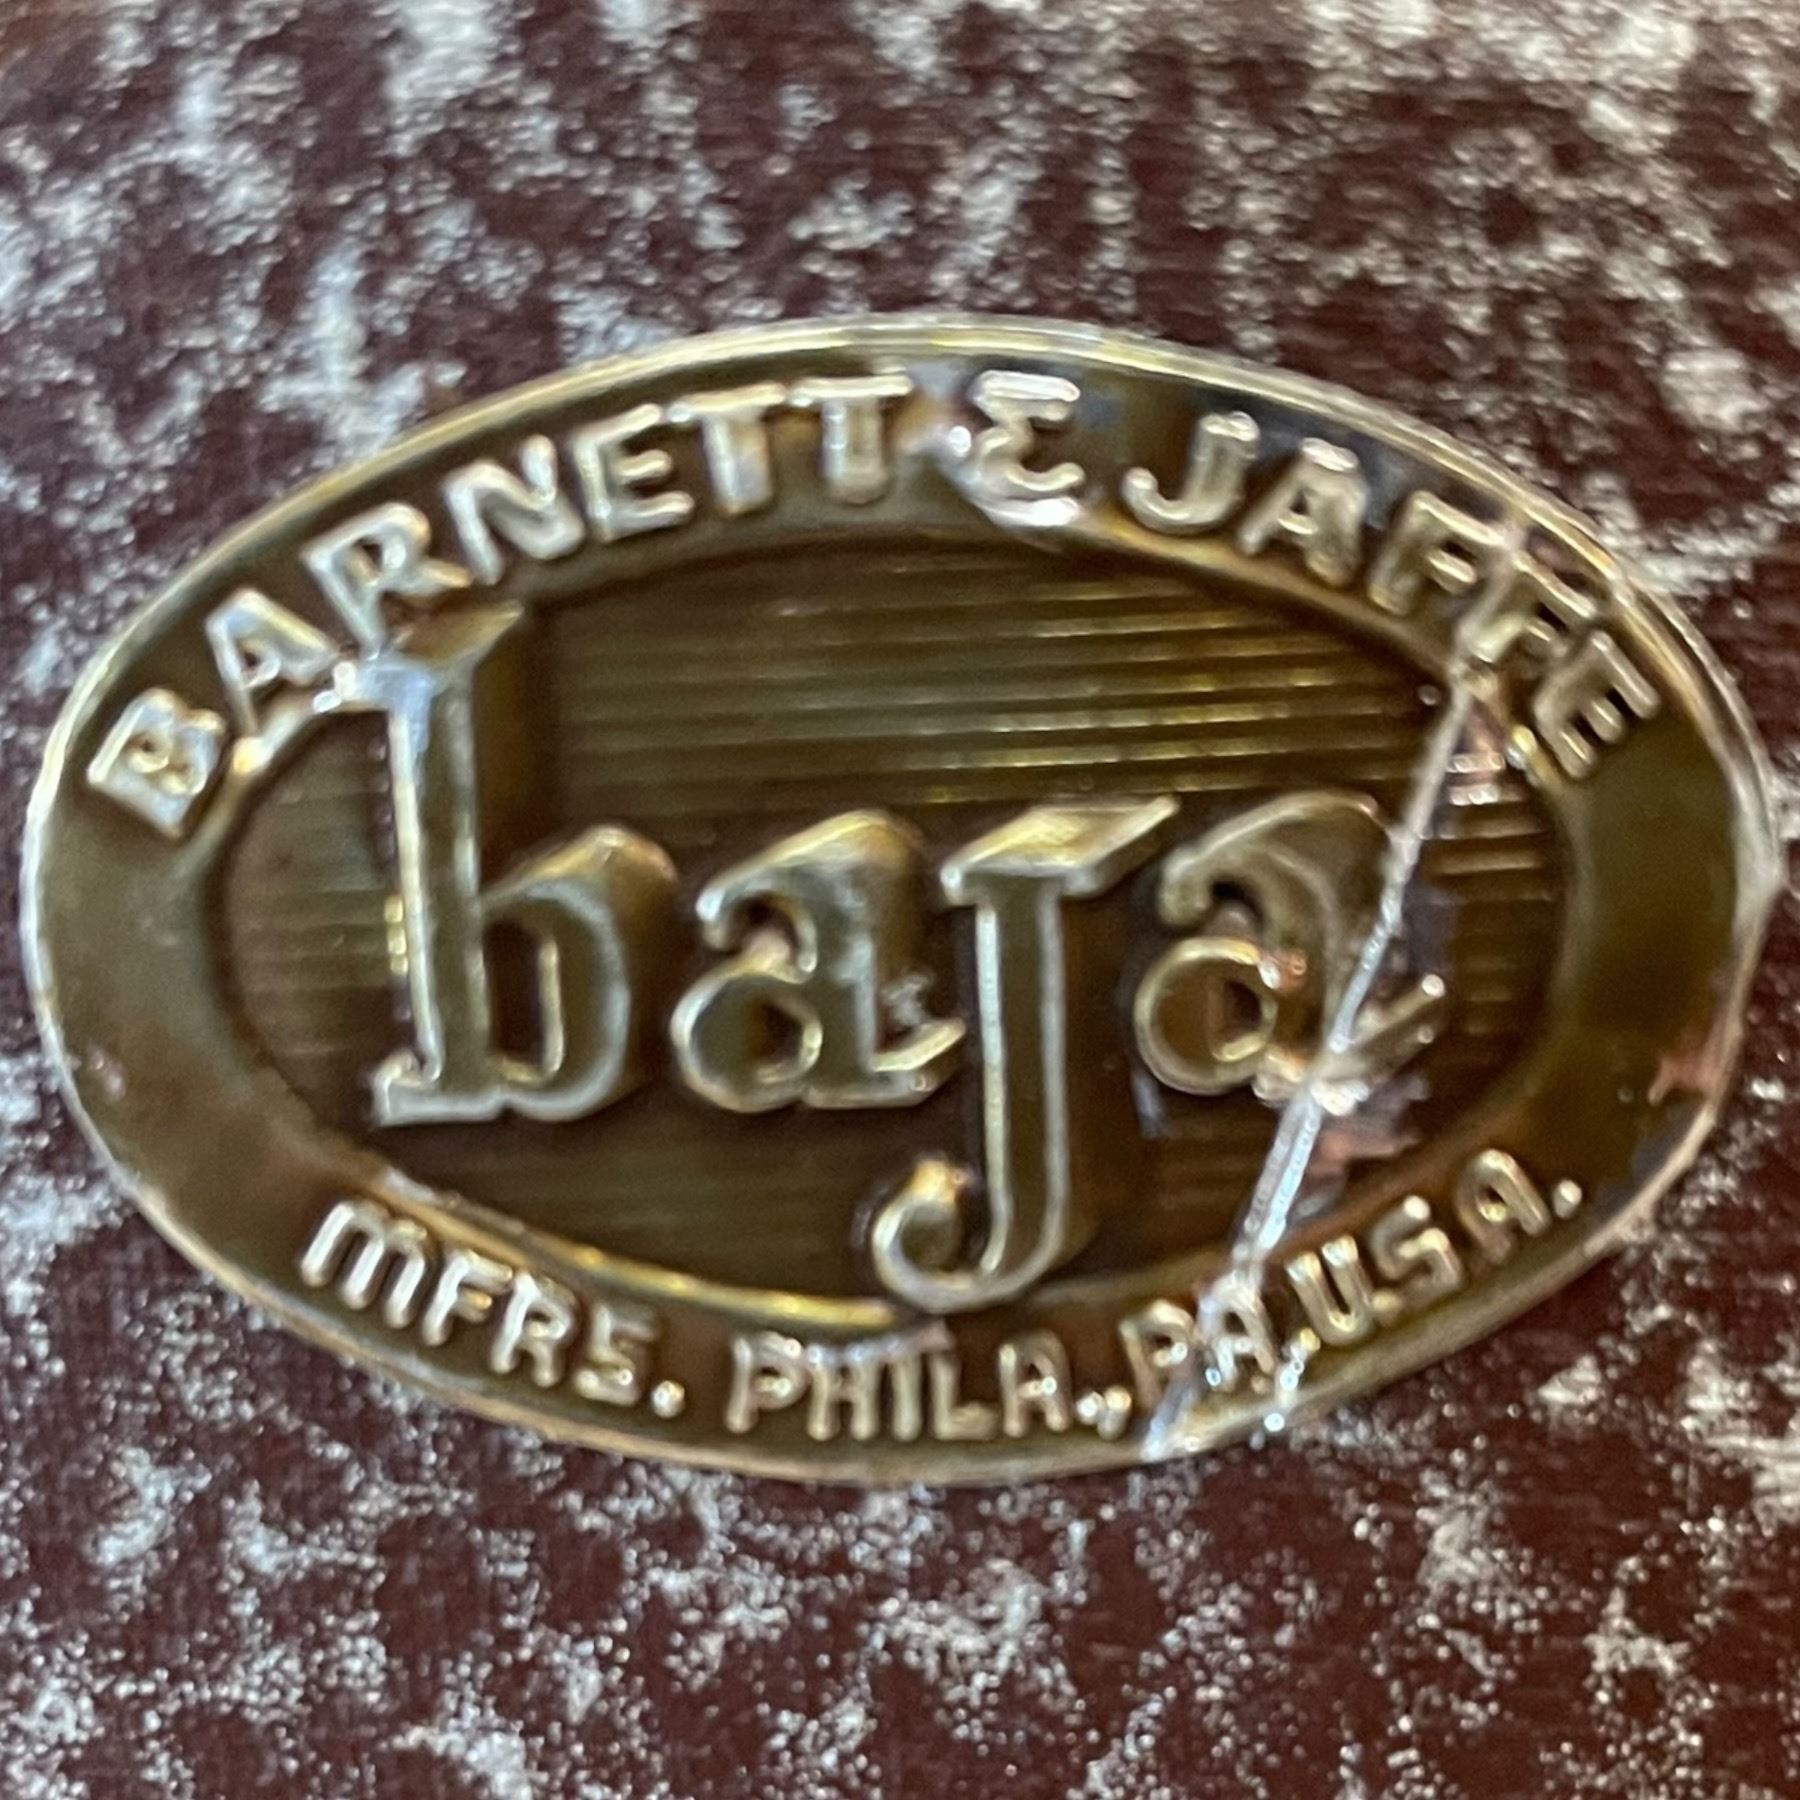 BARNETT & JAFFE
baja
MFRS. PHILA., PA. U.S.A.